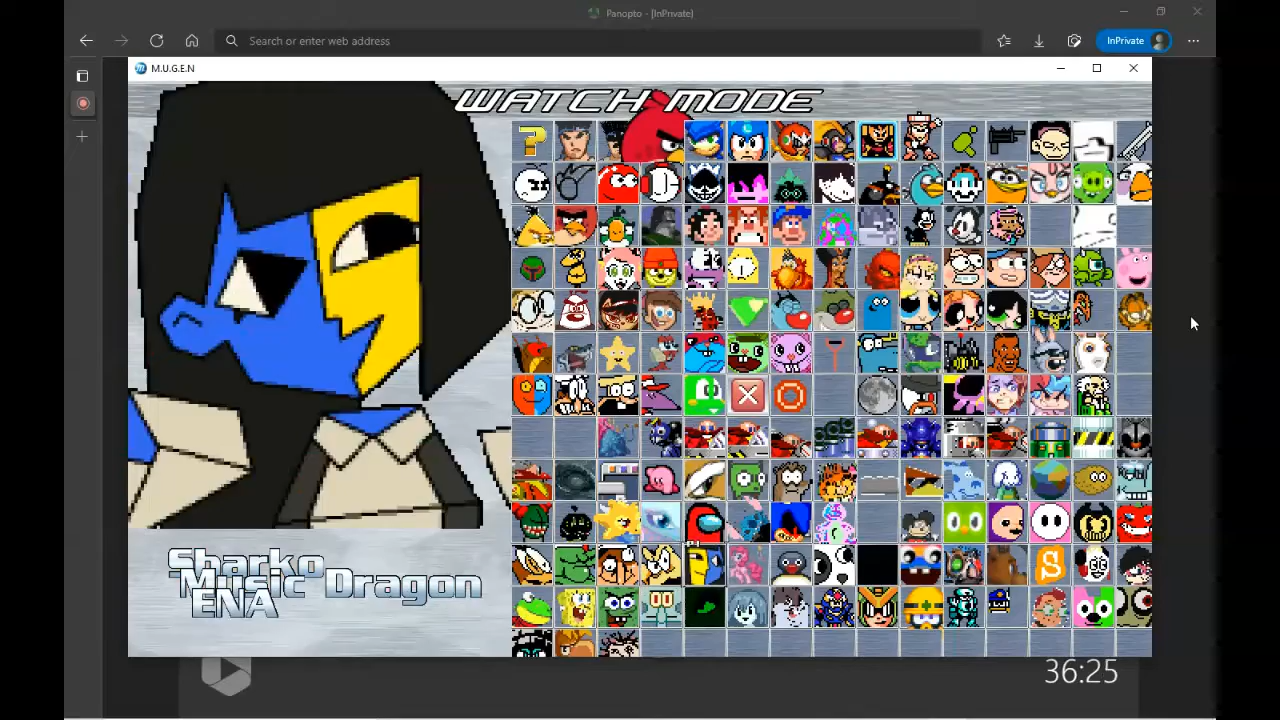 Panopto - [InPrivate]
Search or enter web address
InPrivate
M.U.G.E.N
WATCH MODE
Sharko
Music Dragon
ENA
36:25